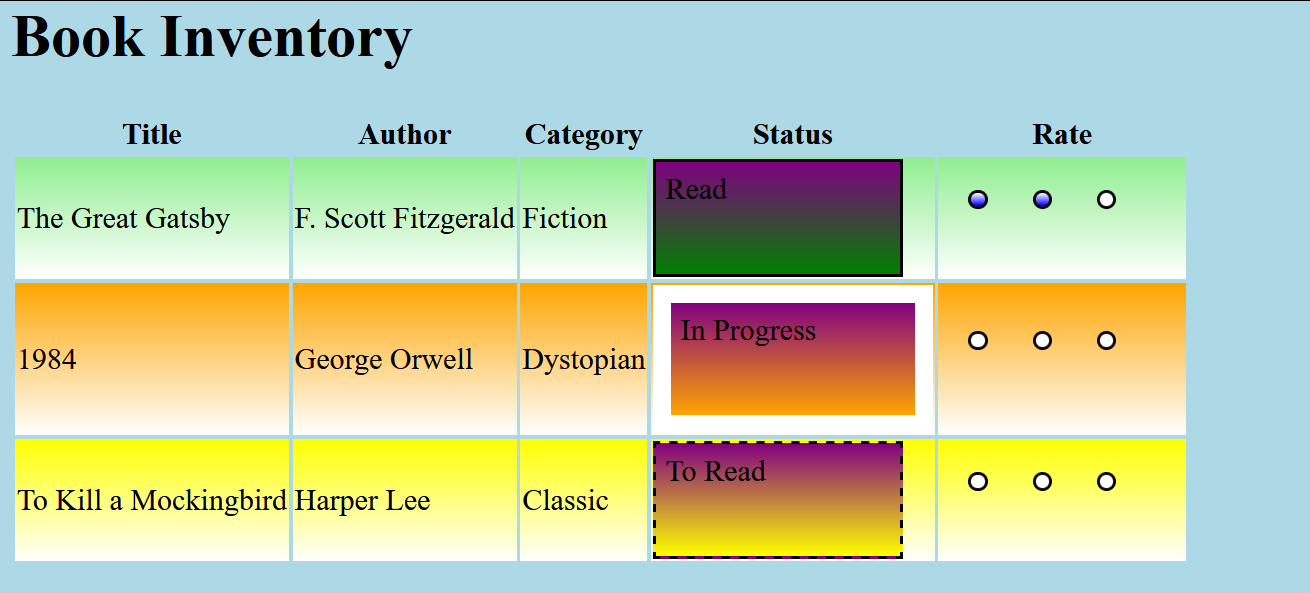 Book Inventory
Title Author Category Status Rate
The Great Gatsby F. Scott Fitzgerald Fiction Read
1984 George Orwell Dystopian In Progress
To Kill a Mockingbird Harper Lee Classic To Read